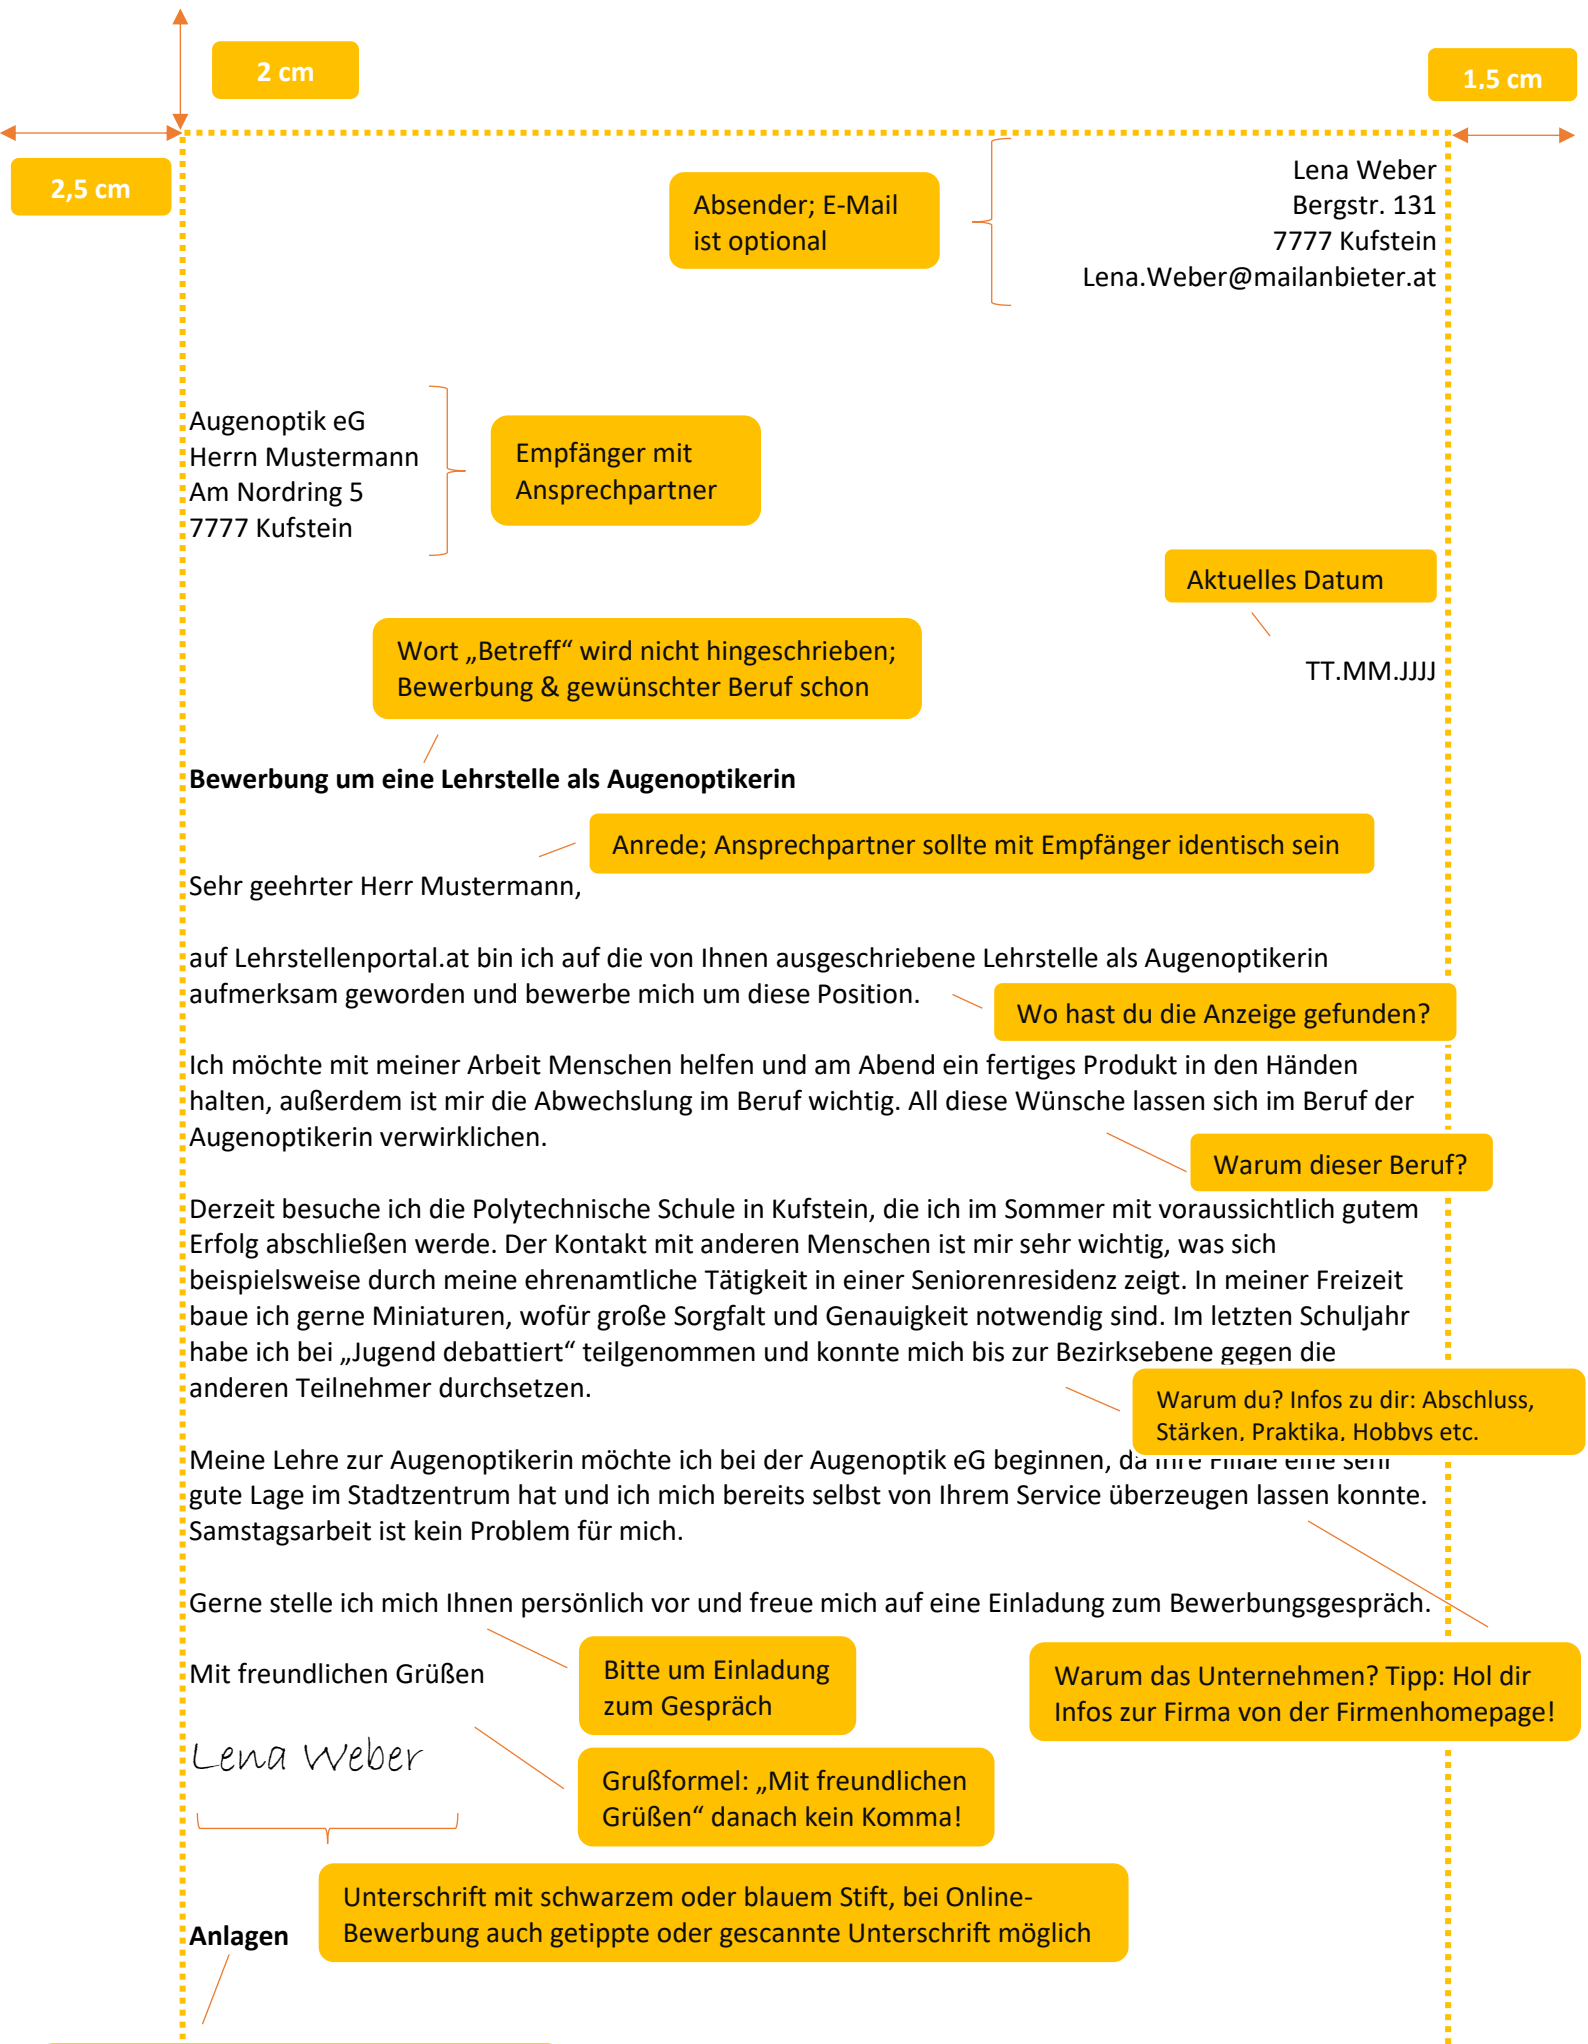 2 cm
1,5 cm
2,5 cm
Absender; E-Mail
ist optional
Lena Weber
Bergstr. 131
7777 Kufstein
Lena.Weber@mailanbieter.at
Augenoptik eG
Herrn Mustermann
Am Nordring 5
7777 Kufstein
Empfänger mit
Ansprechpartner
Aktuelles Datum
TT.MM.JJJJ
Wort „Betreff“ wird nicht hingeschrieben;
Bewerbung & gewünschter Beruf schon
Bewerbung um eine Lehrstelle als Augenoptikerin
Anrede; Ansprechpartner sollte mit Empfänger identisch sein
Sehr geehrter Herr Mustermann,
auf Lehrstellenportal.at bin ich auf die von Ihnen ausgeschriebene Lehrstelle als Augenoptikerin
aufmerksam geworden und bewerbe mich um diese Position.
Wo hast du die Anzeige gefunden?
Ich möchte mit meiner Arbeit Menschen helfen und am Abend ein fertiges Produkt in den Händen
halten, außerdem ist mir die Abwechslung im Beruf wichtig. All diese Wünsche lassen sich im Beruf der
Augenoptikerin verwirklichen.
Warum dieser Beruf?
Derzeit besuche ich die Polytechnische Schule in Kufstein, die ich im Sommer mit voraussichtlich gutem
Erfolg abschließen werde. Der Kontakt mit anderen Menschen ist mir sehr wichtig, was sich
beispielsweise durch meine ehrenamtliche Tätigkeit in einer Seniorenresidenz zeigt. In meiner Freizeit
baue ich gerne Miniaturen, wofür große Sorgfalt und Genauigkeit notwendig sind. Im letzten Schuljahr
habe ich bei „Jugend debattiert“ teilgenommen und konnte mich bis zur Bezirksebene gegen die
anderen Teilnehmer durchsetzen.
Warum du? Infos zu dir: Abschluss,
Stärken, Praktika, Hobbys etc.
Meine Lehre zur Augenoptikerin möchte ich bei der Augenoptik eG beginnen, da Ihre Filiale eine sehr
gute Lage im Stadtzentrum hat und ich mich bereits selbst von Ihrem Service überzeugen lassen konnte.
Samstagsarbeit ist kein Problem für mich.
Gerne stelle ich mich Ihnen persönlich vor und freue mich auf eine Einladung zum Bewerbungsgespräch.
Mit freundlichen Grüßen
Bitte um Einladung
zum Gespräch
Warum das Unternehmen? Tipp: Hol dir
Infos zur Firma von der Firmenhomepage!
Lena Weber
Grußformel: „Mit freundlichen
Grüßen“ danach kein Komma!
Unterschrift mit schwarzem oder blauem Stift, bei Online-
Bewerbung auch getippte oder gescannte Unterschrift möglich
Anlagen